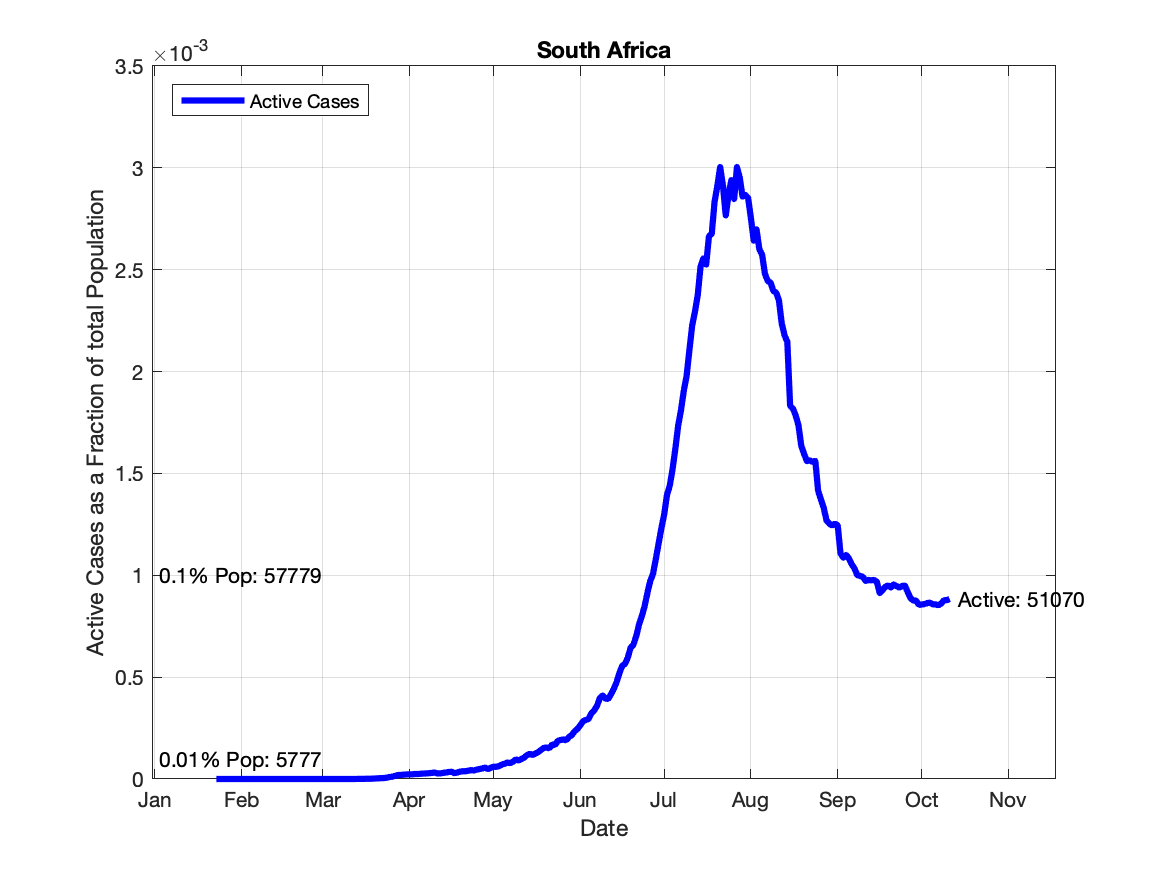 South Africa
×10-3
Active Cases
3.5
3
2.5
2
1.5
1
0.5
0
0.1% Pop: 57779
0.01% Pop: 5777
Active: 51070
Active Cases as a Fraction of total Population
Jan Feb Mar Apr May Jun Jul Aug Sep Oct Nov
Date